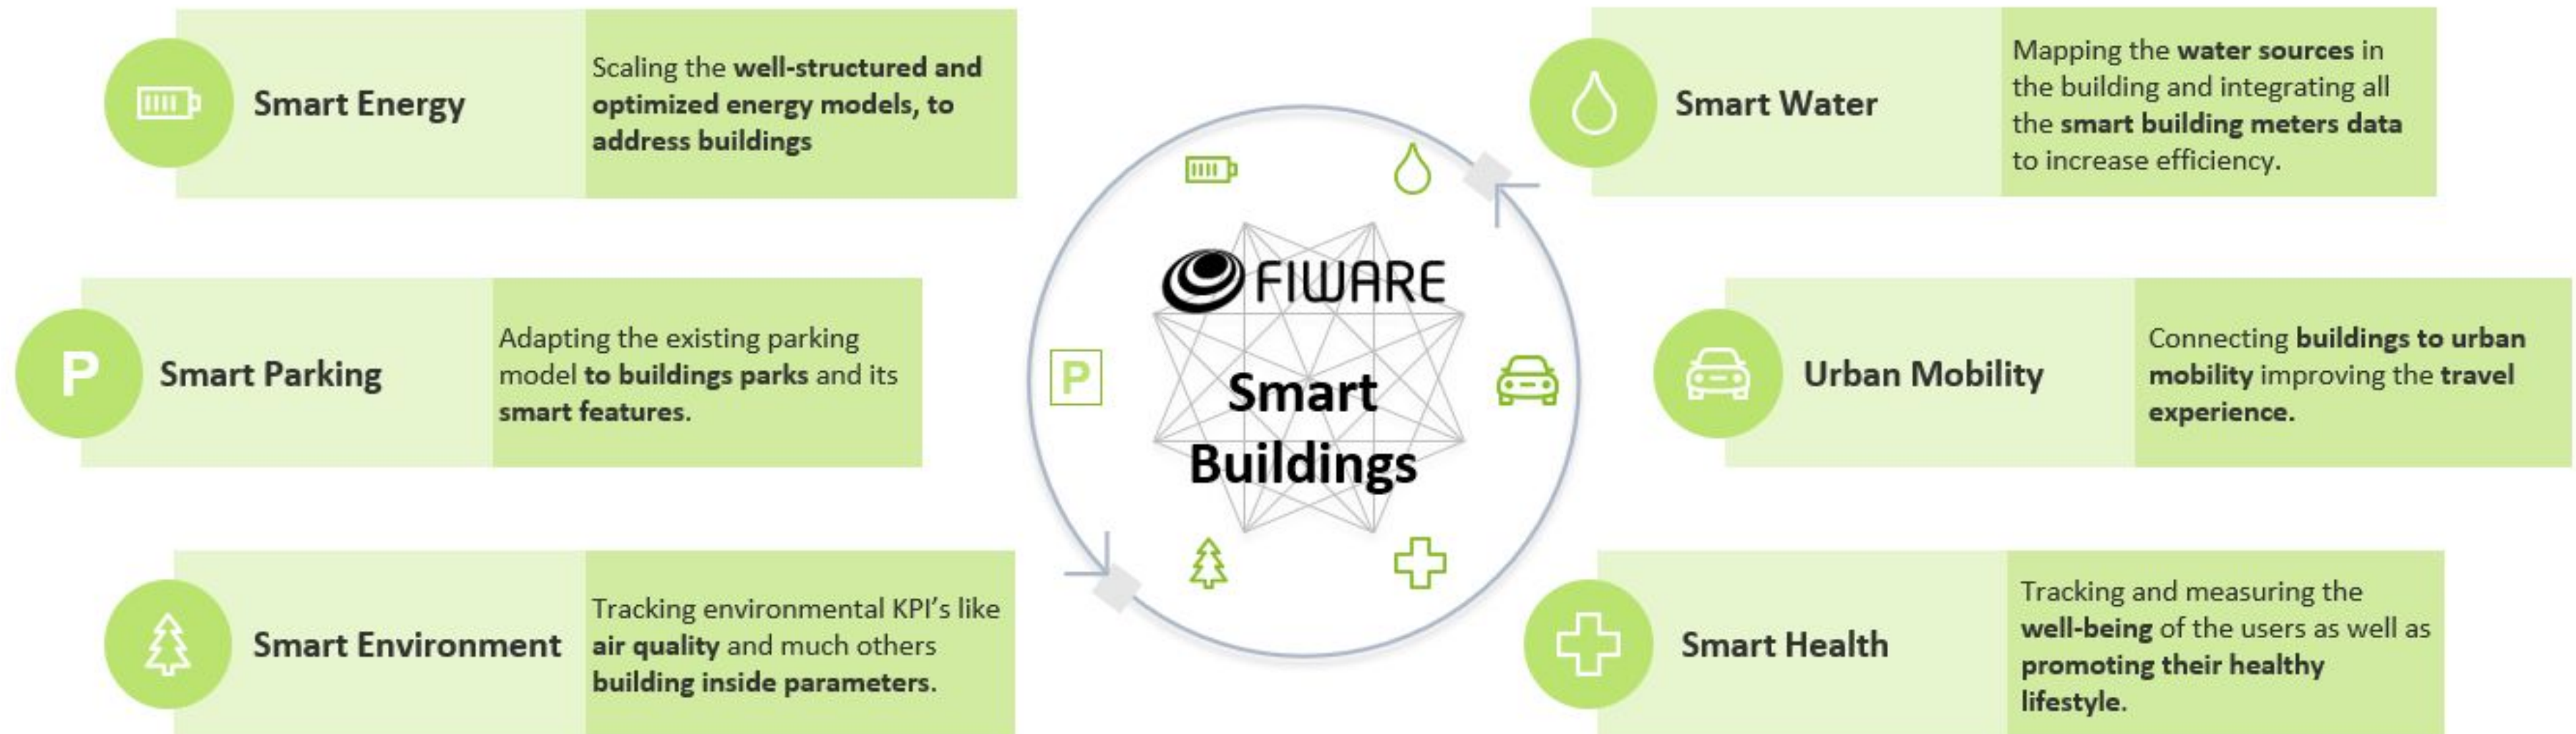 Smart Energy
Scaling the well-structured and
optimized energy models, to
address buildings
Smart Parking
P
Adapting the existing parking
model to buildings parks and its
smart features.
Smart Environment
Tracking environmental KPI's like
air quality and much others
building inside parameters.
FIWARE
P
Smart
Buildings
Smart Water
Mapping the water sources in
the building and integrating all
the smart building meters data
to increase efficiency.
Urban Mobility
Connecting buildings to urban
mobility improving the travel
experience.
Smart Health
Tracking and measuring the
well-being of the users as well as
promoting their healthy
lifestyle.